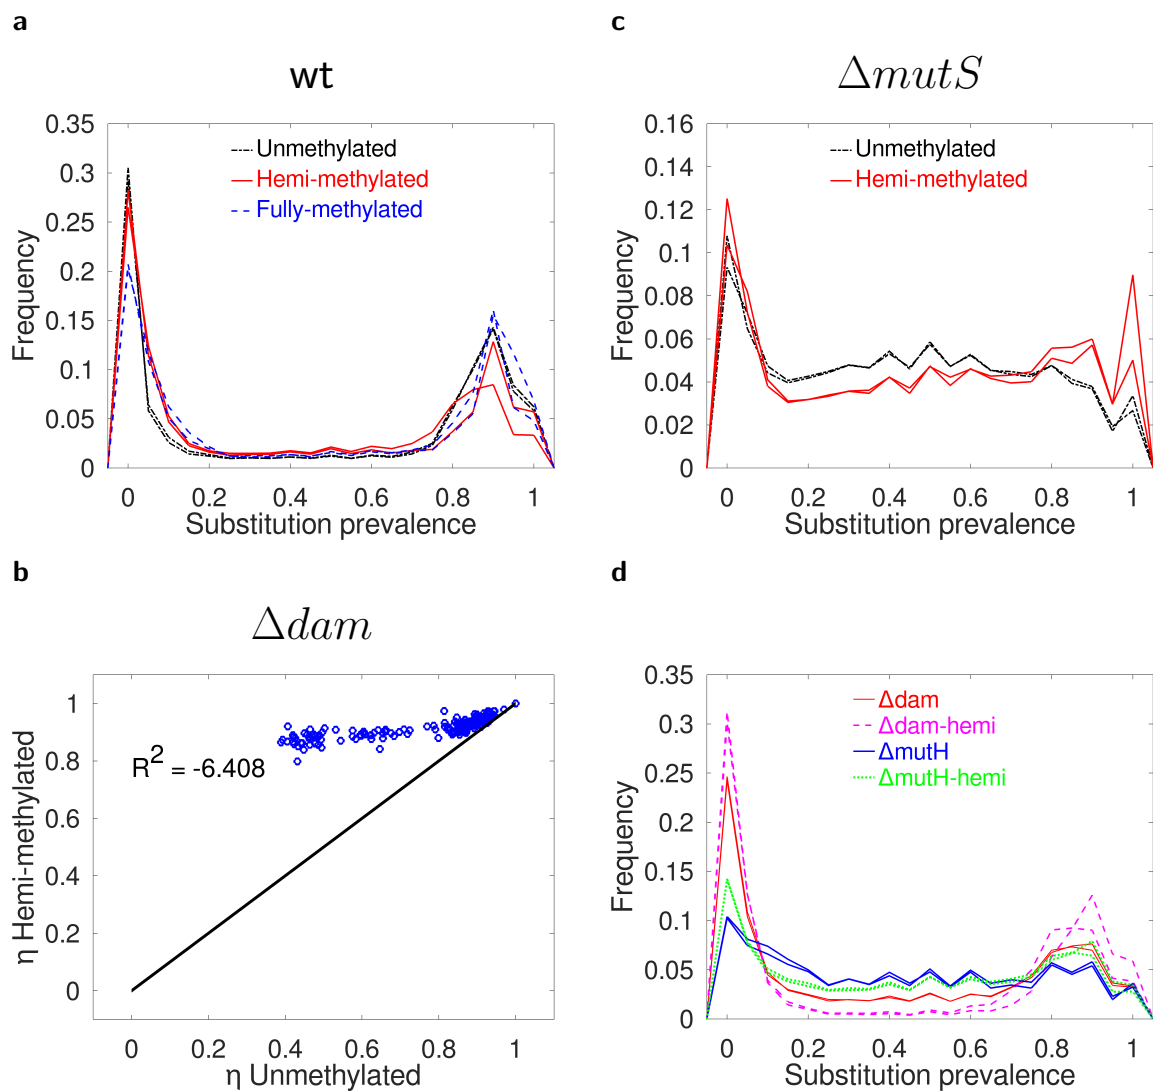 a
wt
0.35
0.3
0.25
0.2
0.15
0.1
0.05
0
Frequency
Unmethylated
Hemi-methylated
Fully-methylated
0 0.2 0.4 0.6 0.8 1
Substitution prevalence
c
ΔmutS
0.16
0.14
0.12
0.1
0.08
0.06
0.04
0.02
0
Frequency
Unmethylated
Hemi-methylated
0 0.2 0.4 0.6 0.8 1
Substitution prevalence
b
Δdam
1
0.8
0.6
0.4
0.2
0
η Hemi-methylated
R² = -6.408
0 0.2 0.4 0.6 0.8 1
η Unmethylated
d
0.35
0.3
0.25
0.2
0.15
0.1
0.05
0
Frequency
Δdam
Δdam-hemi
ΔmutH
ΔmutH-hemi
0 0.2 0.4 0.6 0.8 1
Substitution prevalence